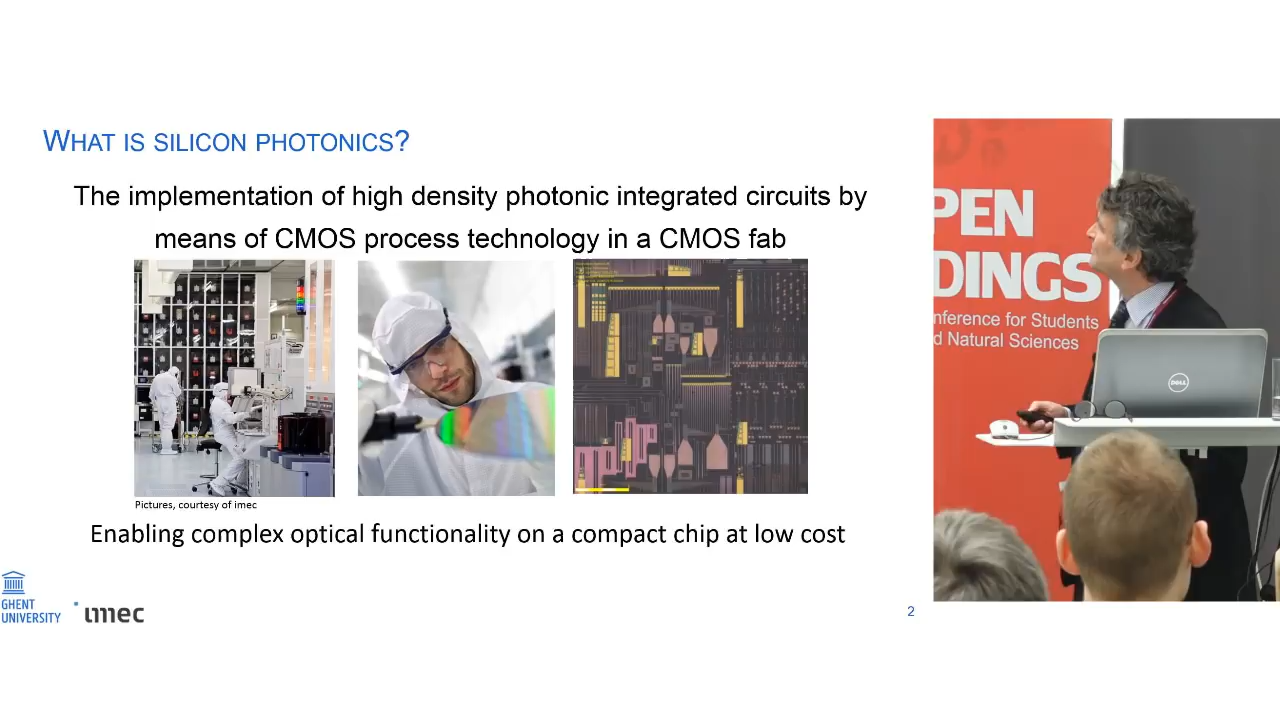 WHAT IS SILICON PHOTONICS?
The implementation of high density photonic integrated circuits by
means of CMOS process technology in a CMOS fab
Pictures, courtesy of imec
Enabling complex optical functionality on a compact chip at low cost
GHENT
UNIVERSITY
imec
2
PEN
DINGS
nference for Students
d Natural Sciences
DELL